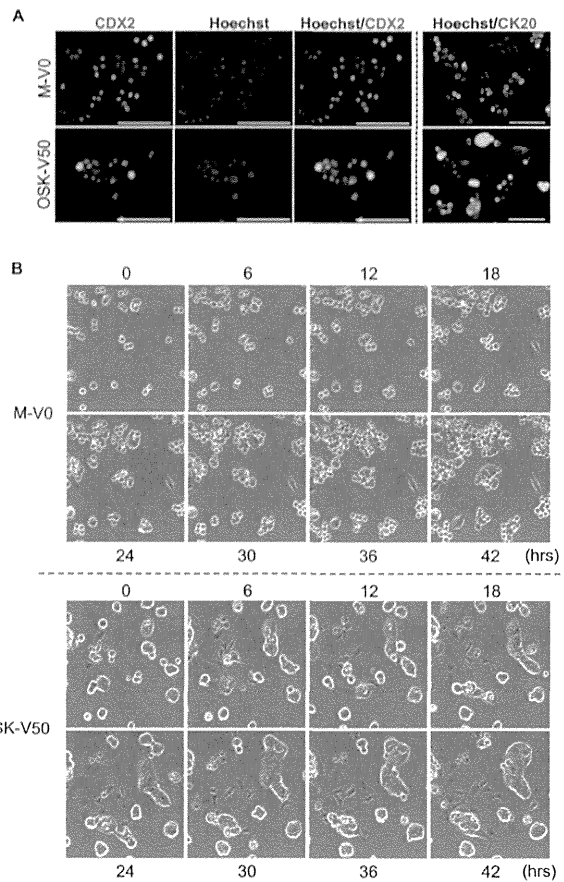 A
CDX2 Hoechst Hoechst/CDX2 Hoechst/CK20
M-V0
OSK-V50
B
0 6 12 18
M-V0
24 30 36 42 (hrs)
0 6 12 18
SK-V50
24 30 36 42 (hrs)